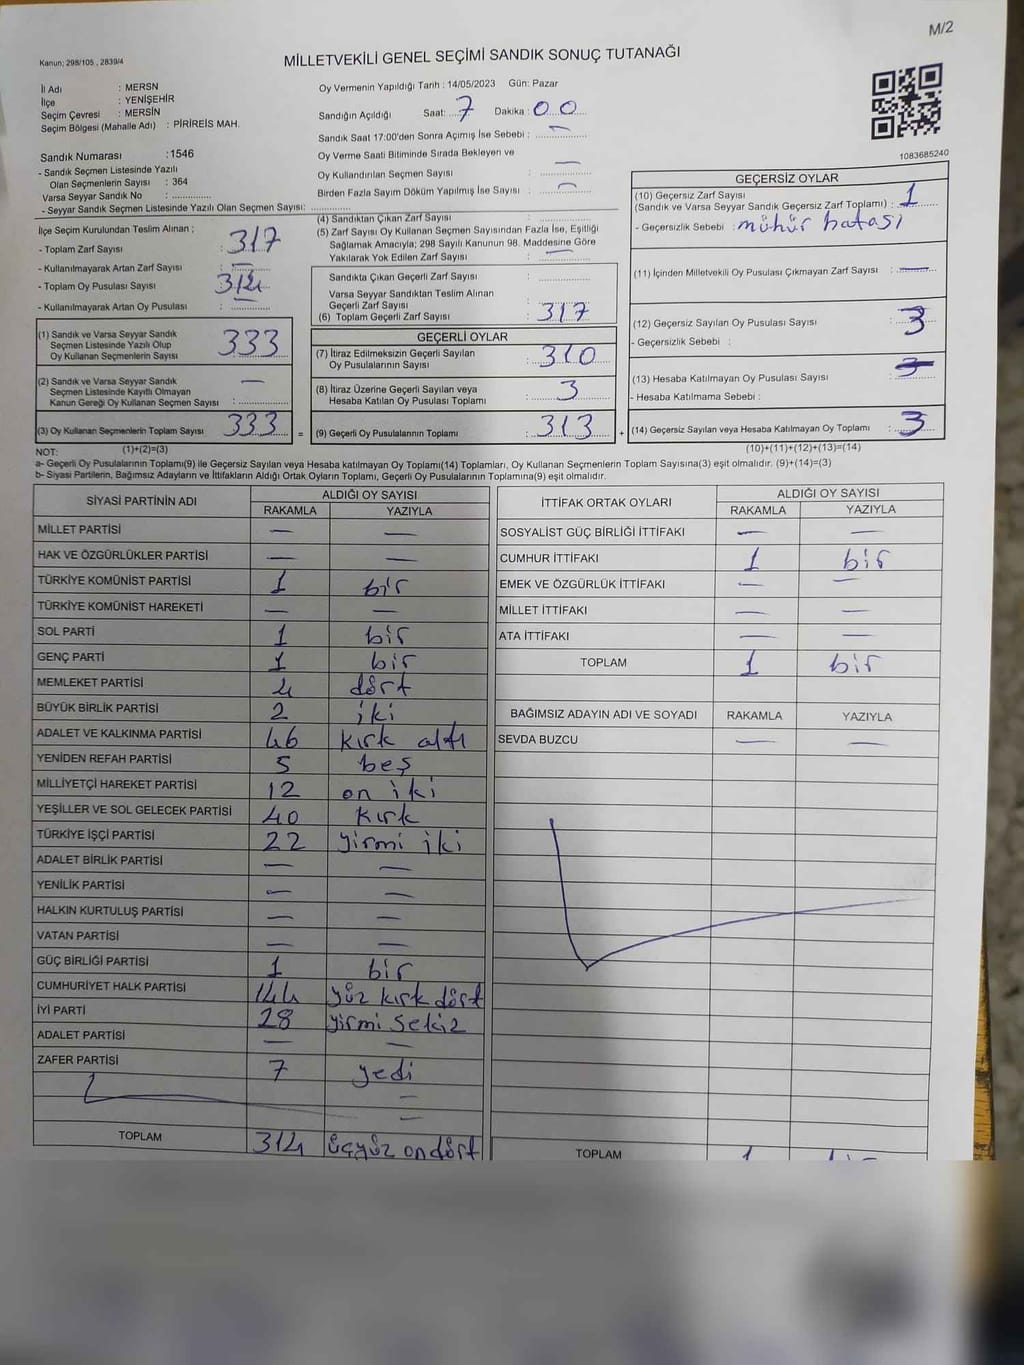 M/2
Kanun; 298/105 , 2839/4
MİLLETVEKİLİ GENEL SEÇİMİ SANDIK SONUÇ TUTANAĞI
İl Adı : MERSN
İlçe : YENİŞEHİR
Seçim Çevresi : MERSİN
Seçim Bölgesi (Mahalle Adı) : PİRİREİS MAH.
Sandık Numarası :1546
- Sandık Seçmen Listesinde Yazılı
Olan Seçmenlerin Sayısı : 364
Varsa Seyyar Sandık No :
- Seyyar Sandık Seçmen Listesinde Yazılı Olan Seçmen Sayısı:
Oy Vermenin Yapıldığı Tarih : 14/05/2023 Gün: Pazar
Sandığın Açıldığı Saat: 7 Dakika : 00
Sandık Saat 17:00'den Sonra Açımış İse Sebebi : —
Oy Verme Saati Bitiminde Sırada Bekleyen ve
Oy Kullandırılan Seçmen Sayısı : —
Birden Fazla Sayım Döküm Yapılmış İse Sayısı : —
1083685240
İlçe Seçim Kurulundan Teslim Alınan ;
- Toplam Zarf Sayısı : 317
- Kullanılmayarak Artan Zarf Sayısı : —
- Toplam Oy Pusulası Sayısı : 314
- Kullanılmayarak Artan Oy Pusulası : —
(1) Sandık ve Varsa Seyyar Sandık
Seçmen Listesinde Yazılı Olup
Oy Kullanan Seçmenlerin Sayısı : 333
(2) Sandık ve Varsa Seyyar Sandık
Seçmen Listesinde Kayıtlı Olmayan
Kanun Gereği Oy Kullanan Seçmen Sayısı : —
(3) Oy Kullanan Seçmenlerin Toplam Sayısı : 333 =
(4) Sandıktan Çıkan Zarf Sayısı :
(5) Zarf Sayısı Oy Kullanan Seçmen Sayısından Fazla İse, Eşitliği
Sağlamak Amacıyla; 298 Sayılı Kanunun 98. Maddesine Göre
Yakılarak Yok Edilen Zarf Sayısı : —
Sandıkta Çıkan Geçerli Zarf Sayısı :
Varsa Seyyar Sandıktan Teslim Alınan
Geçerli Zarf Sayısı :
(6) Toplam Geçerli Zarf Sayısı : 317
GEÇERLİ OYLAR
(7) İtiraz Edilmeksizin Geçerli Sayılan
Oy Pusulasının Sayısı : 310
(8) İtiraz Üzerine Geçerli Sayılan veya
Hesaba Katılan Oy Pusulası Toplamı : 3
(9) Geçerli Oy Pusulalarının Toplamı : 313 +
GEÇERSİZ OYLAR
(10) Geçersiz Zarf Sayısı
(Sandık ve Varsa Seyyar Sandık Geçersiz Zarf Toplamı) : 1
- Geçersizlik Sebebi : mühür hatası
(11) İçinden Milletvekili Oy Pusulası Çıkmayan Zarf Sayısı : —
(12) Geçersiz Sayılan Oy Pusulası Sayısı : 3
- Geçersizlik Sebebi :
(13) Hesaba Katılmayan Oy Pusulası Sayısı : 3
- Hesaba Katılmama Sebebi :
(14) Geçersiz Sayılan veya Hesaba Katılmayan Oy Toplamı : 3
NOT: (1)+(2)=(3) (10)+(11)+(12)+(13)=(14)
a- Geçerli Oy Pusulalarının Toplamı(9) ile Geçersiz Sayılan veya Hesaba katılmayan Oy Toplamı(14) Toplamları, Oy Kullanan Seçmenlerin Toplam Sayısına(3) eşit olmalıdır. (9)+(14)=(3)
b- Siyasi Partilerin, Bağımsız Adayların ve İttifakların Aldığı Ortak Oyların Toplamı, Geçerli Oy Pusulalarının Toplamına(9) eşit olmalıdır.
SİYASİ PARTİNİN ADI ALDIĞI OY SAYISI
RAKAMLA YAZIYLA
MİLLET PARTİSİ — —
HAK VE ÖZGÜRLÜKLER PARTİSİ — —
TÜRKİYE KOMÜNİST PARTİSİ 1 bir
TÜRKİYE KOMÜNİST HAREKETİ — —
SOL PARTİ 1 bir
GENÇ PARTİ 1 bir
MEMLEKET PARTİSİ 4 dört
BÜYÜK BİRLİK PARTİSİ 2 iki
ADALET VE KALKINMA PARTİSİ 46 kırk altı
YENİDEN REFAH PARTİSİ 5 beş
MİLLİYETÇİ HAREKET PARTİSİ 12 on iki
YEŞİLLER VE SOL GELECEK PARTİSİ 40 kırk
TÜRKİYE İŞÇİ PARTİSİ 22 yirmi iki
ADALET BİRLİK PARTİSİ — —
YENİLİK PARTİSİ — —
HALKIN KURTULUŞ PARTİSİ — —
VATAN PARTİSİ — —
GÜÇ BİRLİĞİ PARTİSİ 1 bir
CUMHURİYET HALK PARTİSİ 144 yüz kırk dört
İYİ PARTİ 28 yirmi sekiz
ADALET PARTİSİ — —
ZAFER PARTİSİ 7 yedi
TOPLAM 314 üçyüz on dört
İTTİFAK ORTAK OYLARI ALDIĞI OY SAYISI
RAKAMLA YAZIYLA
SOSYALİST GÜÇ BİRLİĞİ İTTİFAKI — —
CUMHUR İTTİFAKI 1 bir
EMEK VE ÖZGÜRLÜK İTTİFAKI — —
MİLLET İTTİFAKI — —
ATA İTTİFAKI — —
TOPLAM 1 bir
BAĞIMSIZ ADAYIN ADI VE SOYADI RAKAMLA YAZIYLA
SEVDA BUZCU — —
TOPLAM 1 bir